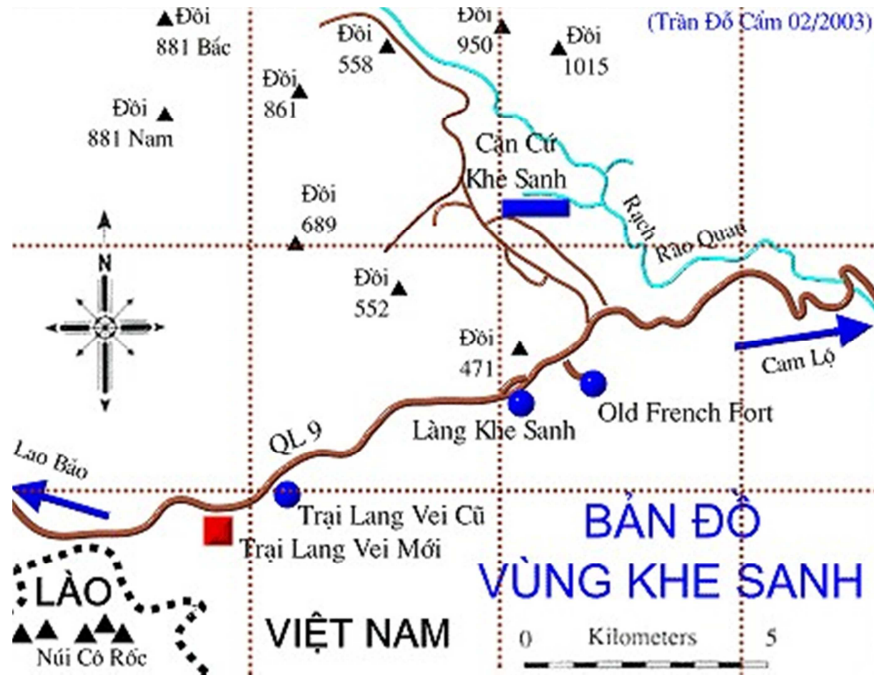 (Trần Đỗ Cẩm 02/2003)
Đồi
881 Bắc
Đồi
558
Đồi
950
Đồi
1015
Đồi
861
Đồi
881 Nam
Căn Cứ
Khe Sanh
Đồi
689
Rạch
Rào Quan
N
Đồi
552
Đồi
471
Cam Lộ
Old French Fort
Làng Khe Sanh
QL 9
Lao Bảo
Trại Lang Vei Cũ
Trại Lang Vei Mới
BẢN ĐỒ
VÙNG KHE SANH
LÀO
VIỆT NAM
Núi Cô Rốc
0 Kilometers 5